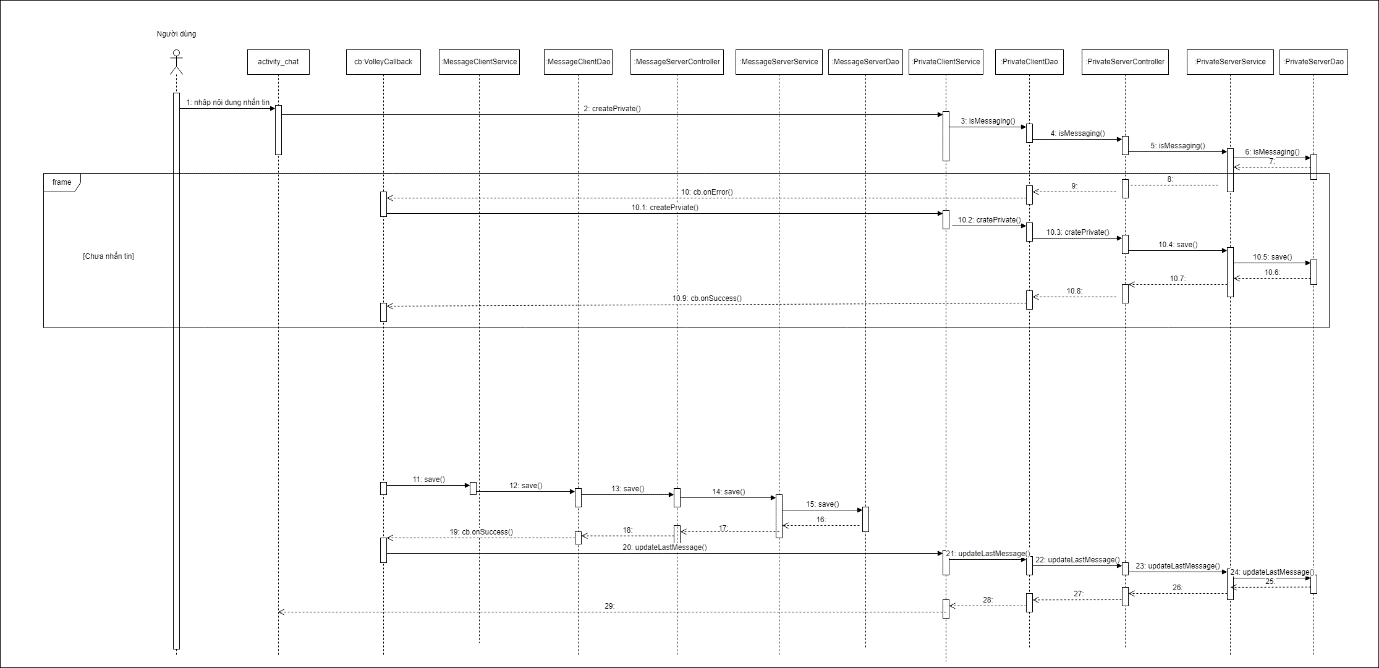 Người dùng
activity_chat
cb:VolleyCallback
:MessageClientService
:MessageClientDao
:MessageServerController
:MessageServerService
:MessageServerDao
:PrivateClientService
:PrivateClientDao
:PrivateServerController
:PrivateServerService
:PrivateServerDao
1: nhâp nôi dung nhắn tin
2: createPrivate()
3: isMessaging()
4: isMessaging()
5: isMessaging()
6: isMessaging()
7:
frame
8:
9:
10: cb.onError()
10.1: createPrviate()
10.2: cratePrivate()
10.3: cratePrivate()
10.4: save()
[Chưa nhắn tin]
10.5: save()
10.6:
10.7:
10.8:
10.9: cb.onSuccess()
11: save()
12: save()
13: save()
14: save()
15: save()
16:
17:
18:
19: cb.onSuccess()
20: updateLastMessage()
21: updateLastMessage()
22: updateLastMessage()
23: updateLastMessage()
24: updateLastMessage()
25:
26:
27:
28:
29: